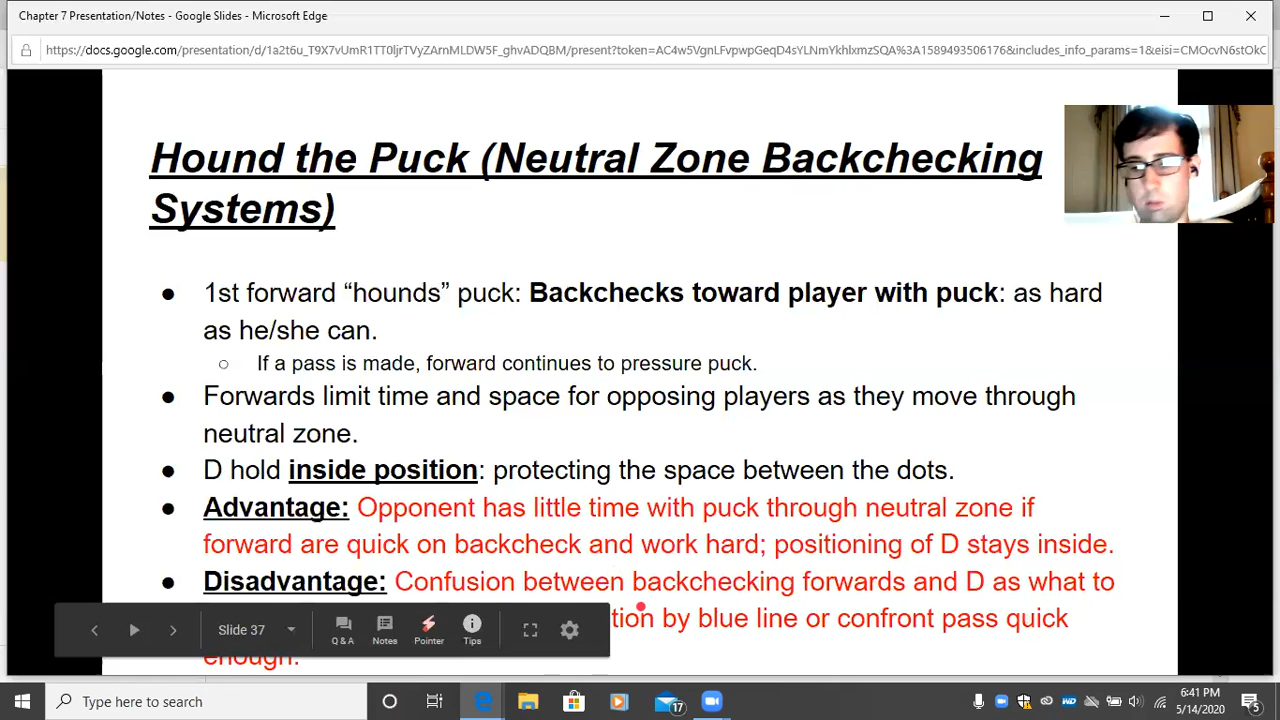 Chapter 7 Presentation/Notes - Google Slides - Microsoft Edge
https://docs.google.com/presentation/d/1a2t6u_T9X7vUmR1TT0ljrTVyZArnMLDW5F_ghvADQBM/present?token=AC4w5VgnLFvpwpGeqD4sYLNmYkhlxmzSQA%3A1589493506176&includes_info_params=1&eisi=CMOcvN6stOkC
Hound the Puck (Neutral Zone Backchecking
Systems)
● 1st forward “hounds” puck: Backchecks toward player with puck: as hard
as he/she can.
○ If a pass is made, forward continues to pressure puck.
● Forwards limit time and space for opposing players as they move through
neutral zone.
● D hold inside position: protecting the space between the dots.
● Advantage: Opponent has little time with puck through neutral zone if
forward are quick on backcheck and work hard; positioning of D stays inside.
● Disadvantage: Confusion between backchecking forwards and D as what to
tion by blue line or confront pass quick
enough.
Slide 37
Q & A
Notes
Pointer
Tips
Type here to search
17
WD
6:41 PM
5/14/2020
5